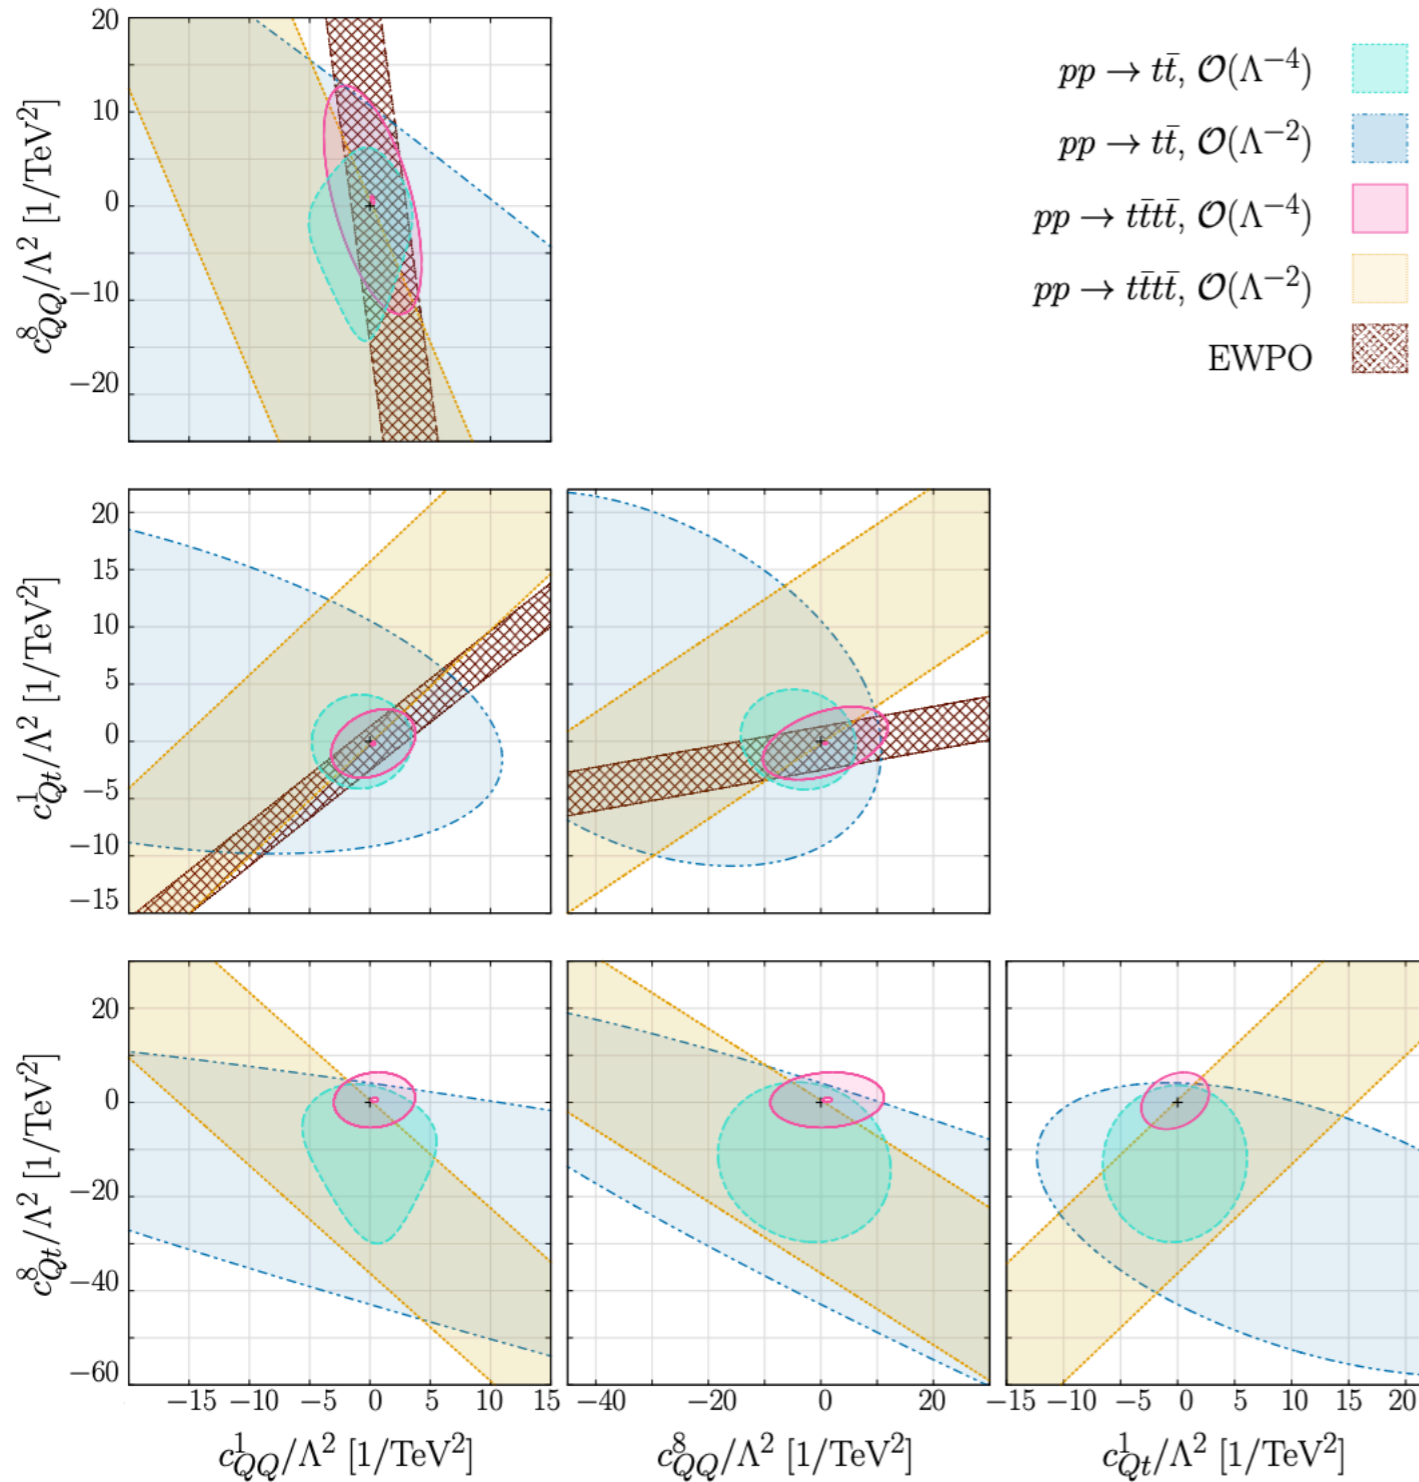 20
10
0
−10
−20
c⁸_QQ/Λ² [1/TeV²]
pp → tt̄, 𝒪(Λ⁻⁴)
pp → tt̄, 𝒪(Λ⁻²)
pp → tt̄tt̄, 𝒪(Λ⁻⁴)
pp → tt̄tt̄, 𝒪(Λ⁻²)
EWPO
20
15
10
5
0
−5
−10
−15
c¹_Qt/Λ² [1/TeV²]
20
0
−20
−40
−60
c⁸_Qt/Λ² [1/TeV²]
−15 −10 −5 0 5 10 15
−40 −20 0 20
−15 −10 −5 0 5 10 15 20
c¹_QQ/Λ² [1/TeV²]
c⁸_QQ/Λ² [1/TeV²]
c¹_Qt/Λ² [1/TeV²]